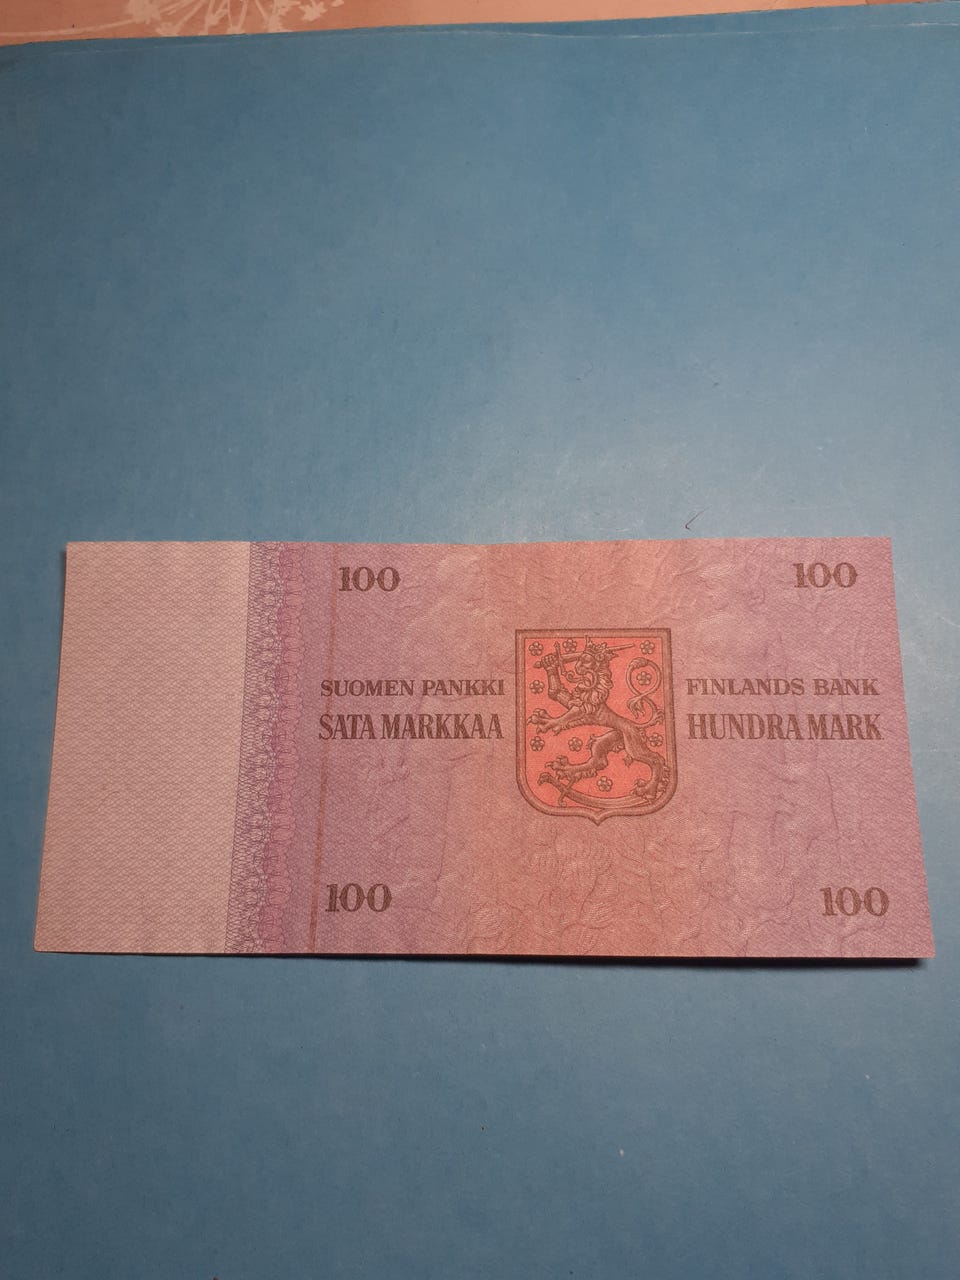 100 100
SUOMEN PANKKI FINLANDS BANK
SATA MARKKAA HUNDRA MARK
100 100